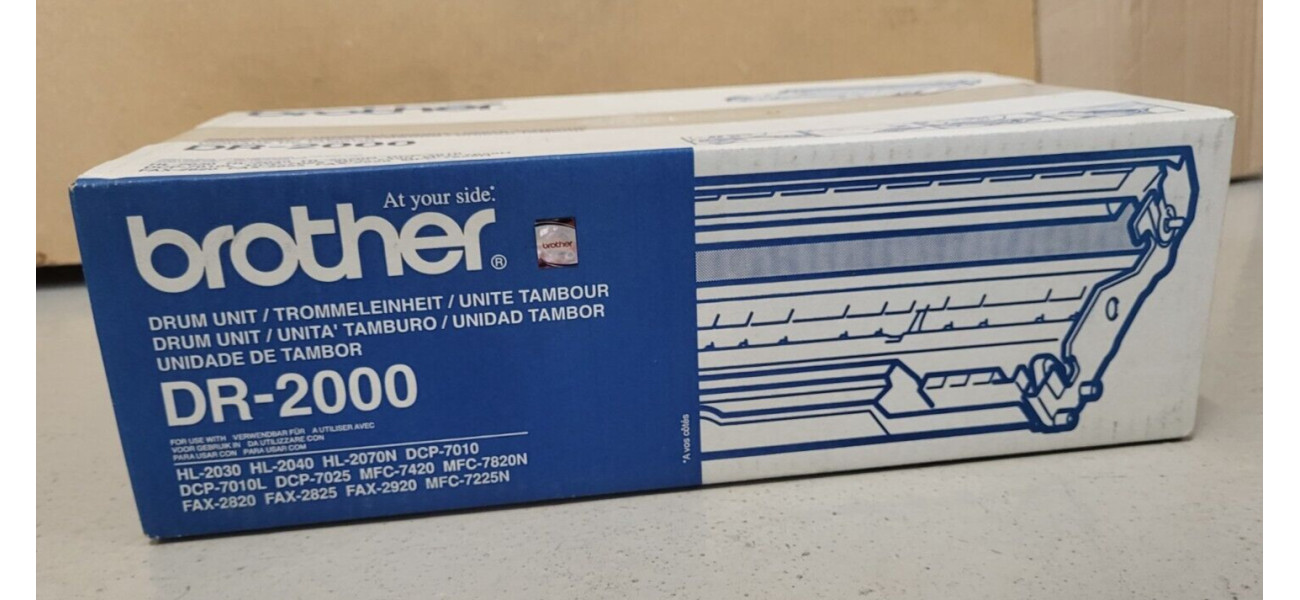 brother
DR-2000
At your side.
brother®
brother
DRUM UNIT / TROMMELEINHEIT / UNITE TAMBOUR
DRUM UNIT / UNITA' TAMBURO / UNIDAD TAMBOR
UNIDADE DE TAMBOR
DR-2000
FOR USE WITH VERWENDBAR FÜR A UTILISER AVEC
VOOR GEBRUIK IN DA UTILIZZARE CON
PARA USAR CON PARA USAR COM
HL-2030 HL-2040 HL-2070N DCP-7010
DCP-7010L DCP-7025 MFC-7420 MFC-7820N
FAX-2820 FAX-2825 FAX-2920 MFC-7225N
*A vos côtés